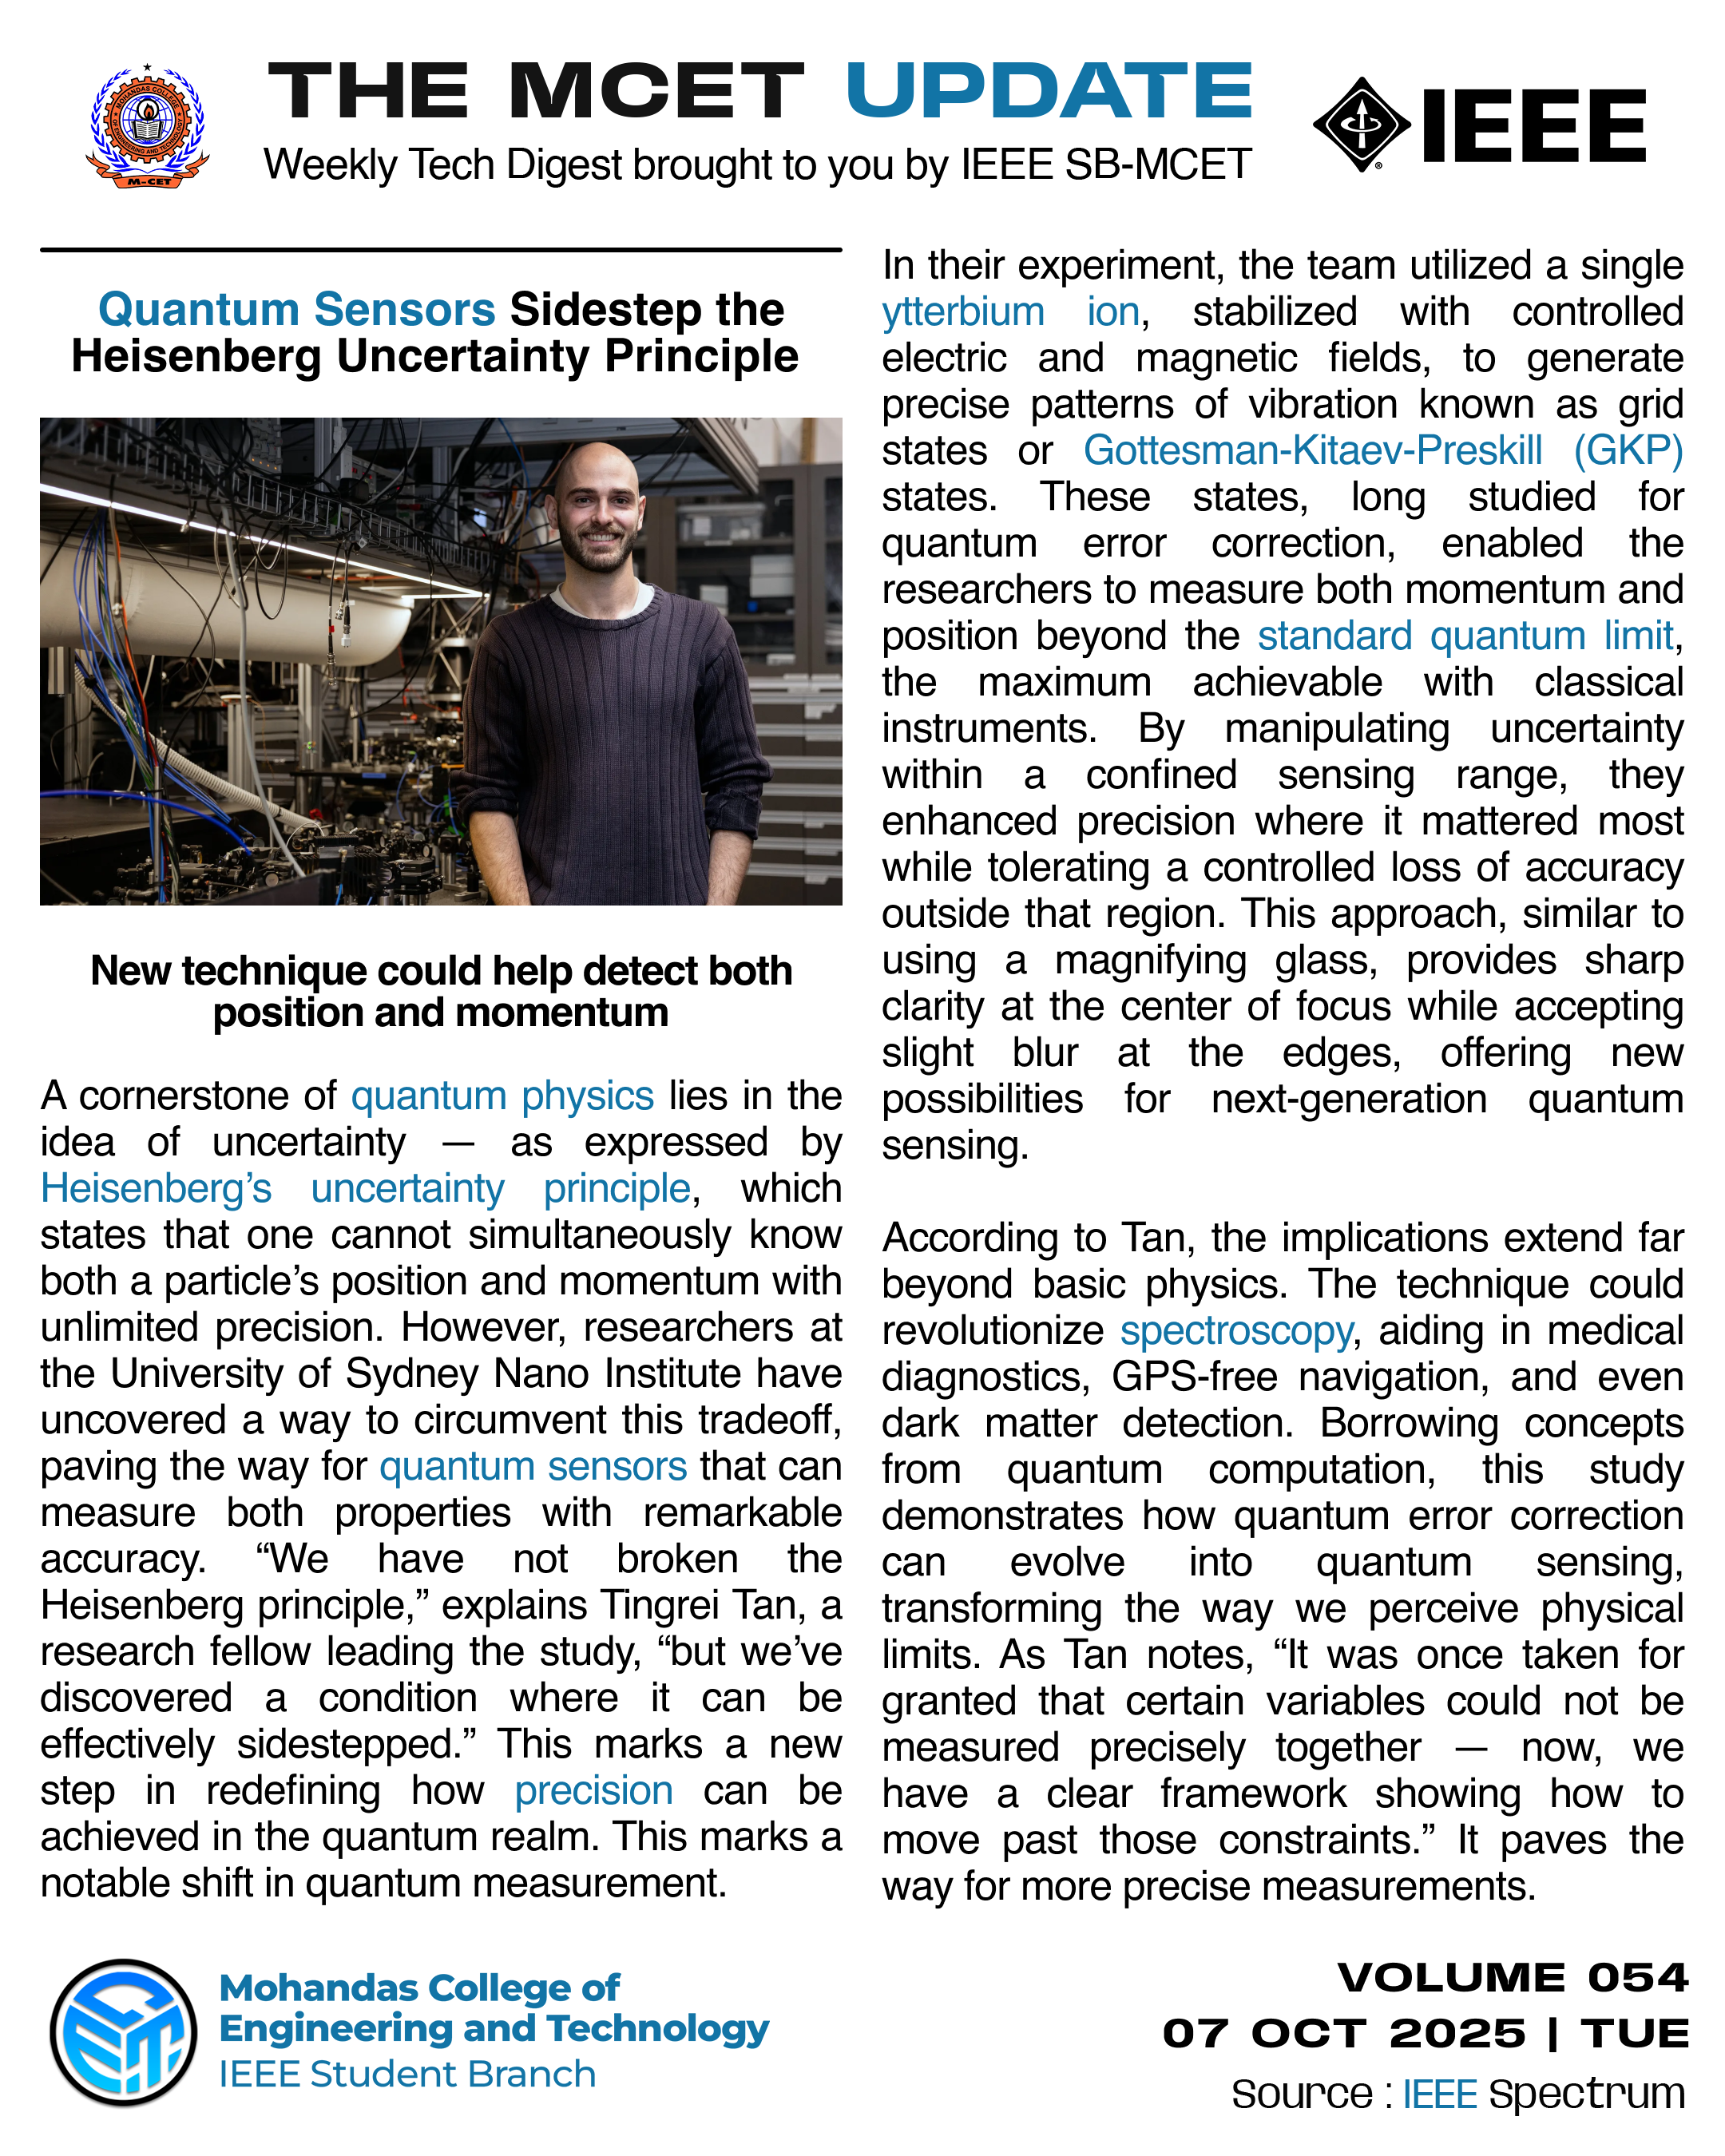 THE MCET UPDATE
Weekly Tech Digest brought to you by IEEE SB-MCET
MOHANDAS COLLEGE
OF ENGINEERING AND TECHNOLOGY
M-CET
IEEE
Quantum Sensors Sidestep the
Heisenberg Uncertainty Principle
New technique could help detect both
position and momentum
A cornerstone of quantum physics lies in the
idea of uncertainty — as expressed by
Heisenberg’s uncertainty principle, which
states that one cannot simultaneously know
both a particle’s position and momentum with
unlimited precision. However, researchers at
the University of Sydney Nano Institute have
uncovered a way to circumvent this tradeoff,
paving the way for quantum sensors that can
measure both properties with remarkable
accuracy. “We have not broken the
Heisenberg principle,” explains Tingrei Tan, a
research fellow leading the study, “but we’ve
discovered a condition where it can be
effectively sidestepped.” This marks a new
step in redefining how precision can be
achieved in the quantum realm. This marks a
notable shift in quantum measurement.
In their experiment, the team utilized a single
ytterbium ion, stabilized with controlled
electric and magnetic fields, to generate
precise patterns of vibration known as grid
states or Gottesman-Kitaev-Preskill (GKP)
states. These states, long studied for
quantum error correction, enabled the
researchers to measure both momentum and
position beyond the standard quantum limit,
the maximum achievable with classical
instruments. By manipulating uncertainty
within a confined sensing range, they
enhanced precision where it mattered most
while tolerating a controlled loss of accuracy
outside that region. This approach, similar to
using a magnifying glass, provides sharp
clarity at the center of focus while accepting
slight blur at the edges, offering new
possibilities for next-generation quantum
sensing.
According to Tan, the implications extend far
beyond basic physics. The technique could
revolutionize spectroscopy, aiding in medical
diagnostics, GPS-free navigation, and even
dark matter detection. Borrowing concepts
from quantum computation, this study
demonstrates how quantum error correction
can evolve into quantum sensing,
transforming the way we perceive physical
limits. As Tan notes, “It was once taken for
granted that certain variables could not be
measured precisely together — now, we
have a clear framework showing how to
move past those constraints.” It paves the
way for more precise measurements.
Mohandas College of
Engineering and Technology
IEEE Student Branch
VOLUME 054
07 OCT 2025 | TUE
Source : IEEE Spectrum